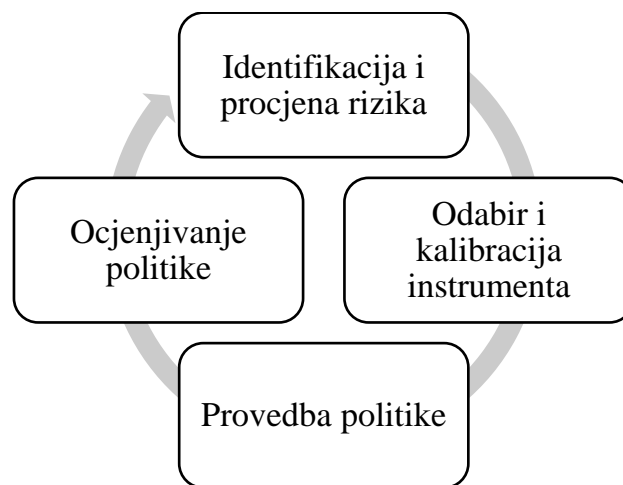 Identifikacija i
procjena rizika
Odabir i
kalibracija
instrumenta
Provedba politike
Ocjenjivanje
politike